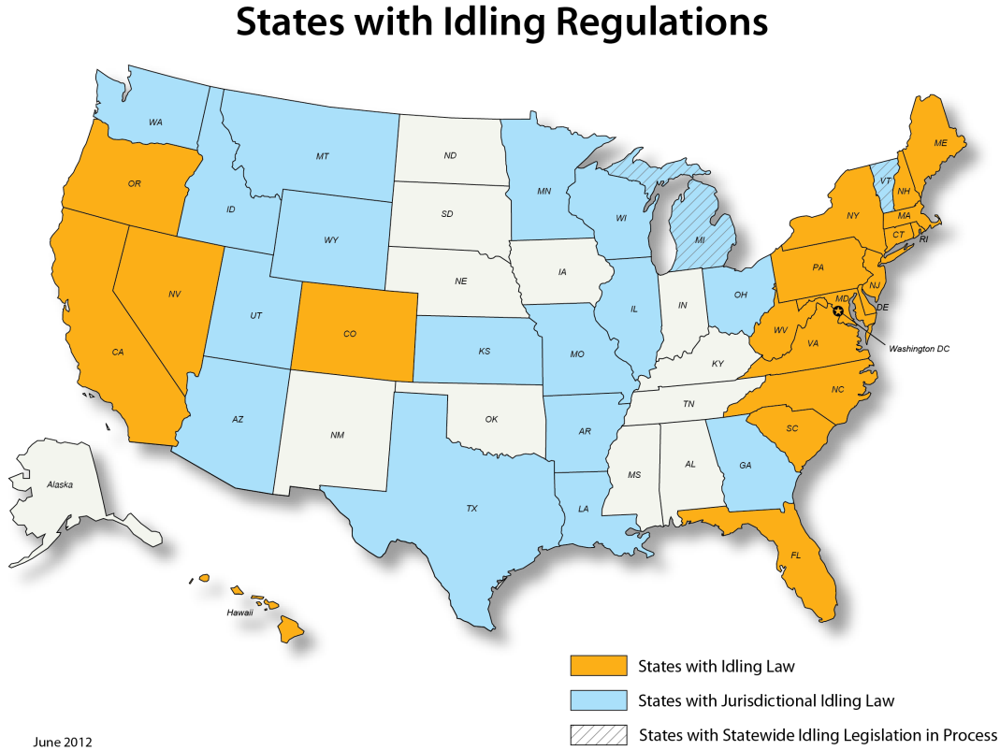 States with Idling Regulations
WA
MT
ND
MN
ME
OR
ID
SD
WI
MI
VT
NH
NY
MA
CT
RI
WY
MI
IA
PA
NE
NJ
NV
UT
CO
IL
IN
OH
MD
DE
WV
VA
Washington DC
CA
KS
MO
KY
NC
AZ
NM
OK
TN
AR
SC
MS
AL
GA
Alaska
TX
LA
FL
Hawaii
States with Idling Law
States with Jurisdictional Idling Law
States with Statewide Idling Legislation in Process
June 2012